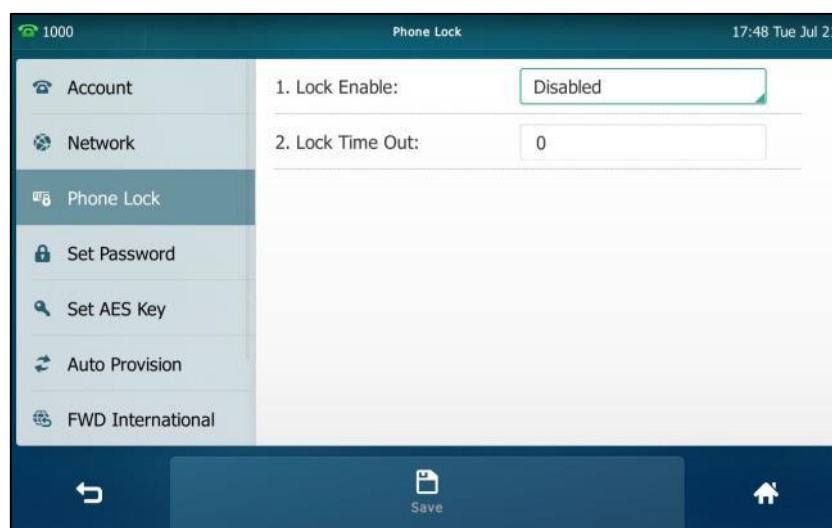 1000 Phone Lock 17:48 Tue Jul 2
Account
1. Lock Enable: Disabled
Network
2. Lock Time Out: 0
Phone Lock
Set Password
Set AES Key
Auto Provision
FWD International
Save